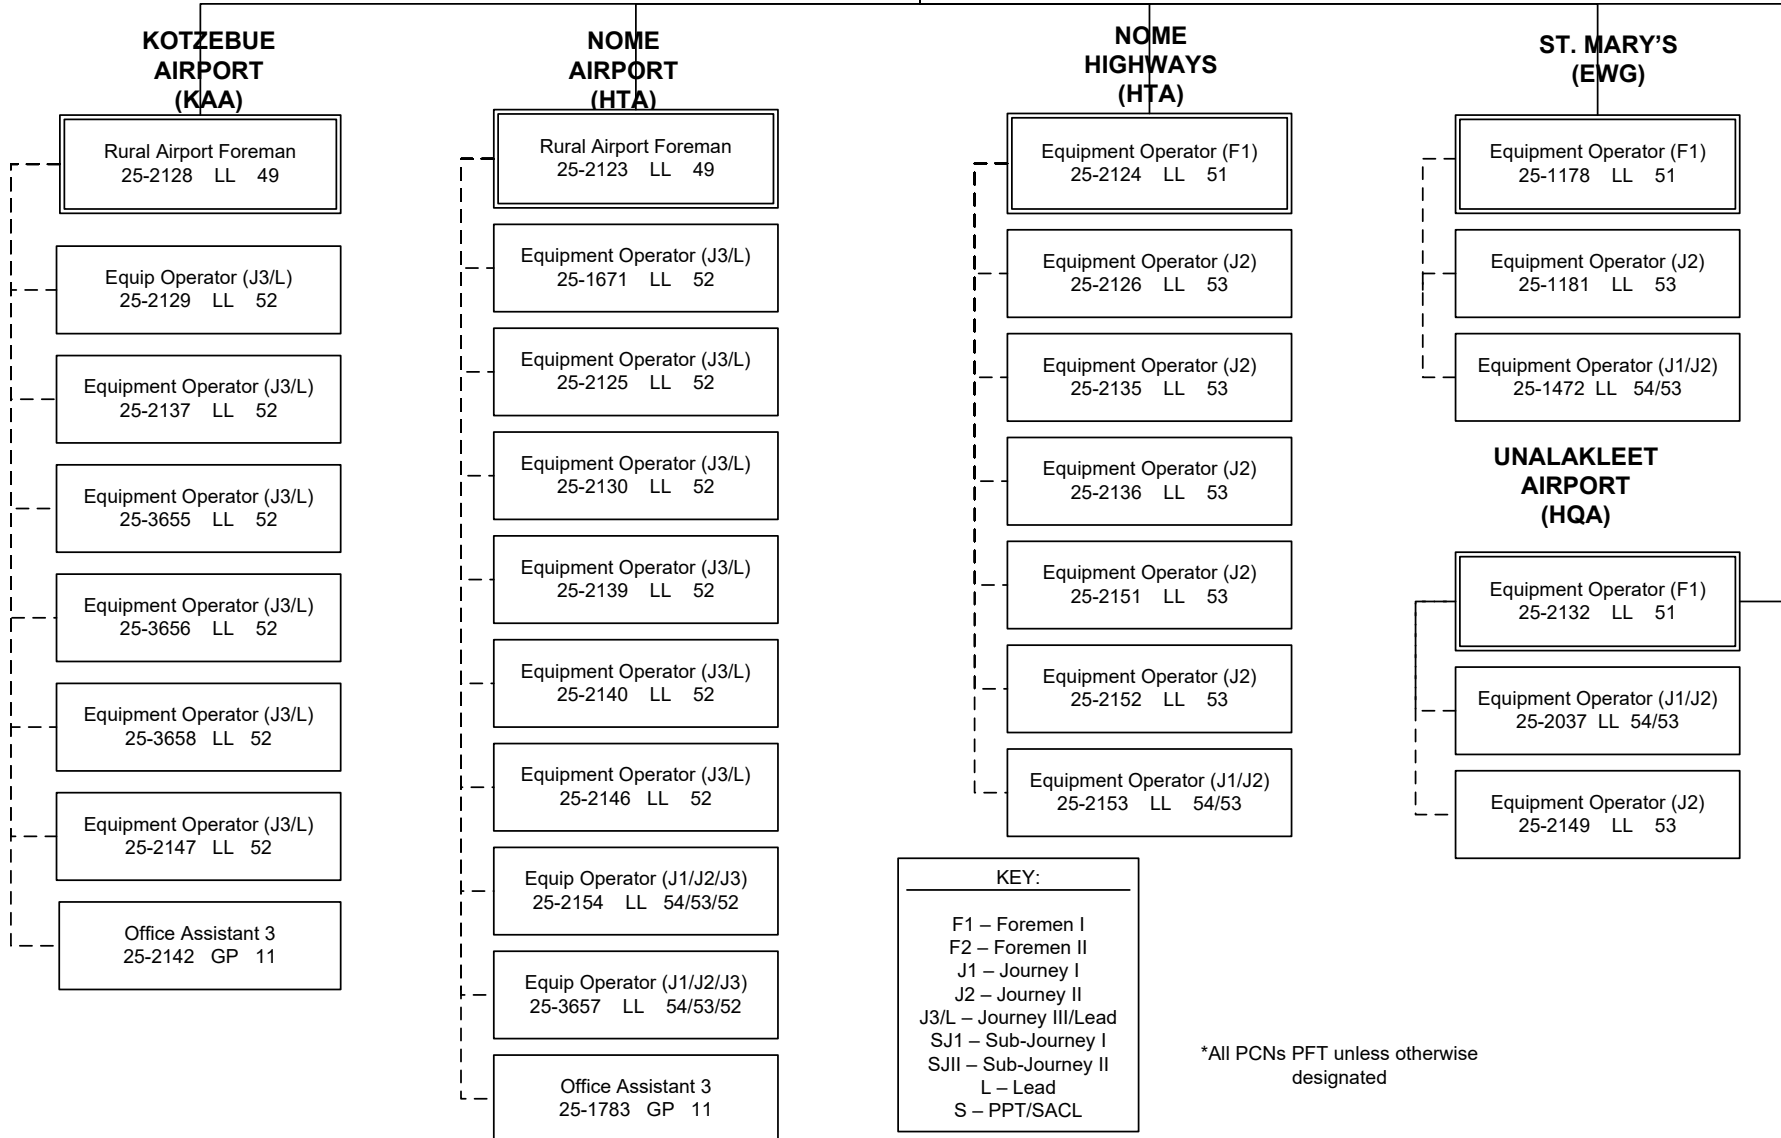 KOTZEBUE
AIRPORT
(KAA)
Rural Airport Foreman
25-2128 LL 49
Equip Operator (J3/L)
25-2129 LL 52
Equipment Operator (J3/L)
25-2137 LL 52
Equipment Operator (J3/L)
25-3655 LL 52
Equipment Operator (J3/L)
25-3656 LL 52
Equipment Operator (J3/L)
25-3658 LL 52
Equipment Operator (J3/L)
25-2147 LL 52
Office Assistant 3
25-2142 GP 11
NOME
AIRPORT
(HTA)
Rural Airport Foreman
25-2123 LL 49
Equipment Operator (J3/L)
25-1671 LL 52
Equipment Operator (J3/L)
25-2125 LL 52
Equipment Operator (J3/L)
25-2130 LL 52
Equipment Operator (J3/L)
25-2139 LL 52
Equipment Operator (J3/L)
25-2140 LL 52
Equipment Operator (J3/L)
25-2146 LL 52
Equip Operator (J1/J2/J3)
25-2154 LL 54/53/52
Equip Operator (J1/J2/J3)
25-3657 LL 54/53/52
Office Assistant 3
25-1783 GP 11
NOME
HIGHWAYS
(HTA)
Equipment Operator (F1)
25-2124 LL 51
Equipment Operator (J2)
25-2126 LL 53
Equipment Operator (J2)
25-2135 LL 53
Equipment Operator (J2)
25-2136 LL 53
Equipment Operator (J2)
25-2151 LL 53
Equipment Operator (J2)
25-2152 LL 53
Equipment Operator (J1/J2)
25-2153 LL 54/53
KEY:
F1 – Foremen I
F2 – Foremen II
J1 – Journey I
J2 – Journey II
J3/L – Journey III/Lead
SJ1 – Sub-Journey I
SJII – Sub-Journey II
L – Lead
S – PPT/SACL
ST. MARY’S
(EWG)
Equipment Operator (F1)
25-1178 LL 51
Equipment Operator (J2)
25-1181 LL 53
Equipment Operator (J1/J2)
25-1472 LL 54/53
UNALAKLEET
AIRPORT
(HQA)
Equipment Operator (F1)
25-2132 LL 51
Equipment Operator (J1/J2)
25-2037 LL 54/53
Equipment Operator (J2)
25-2149 LL 53
*All PCNs PFT unless otherwise
designated